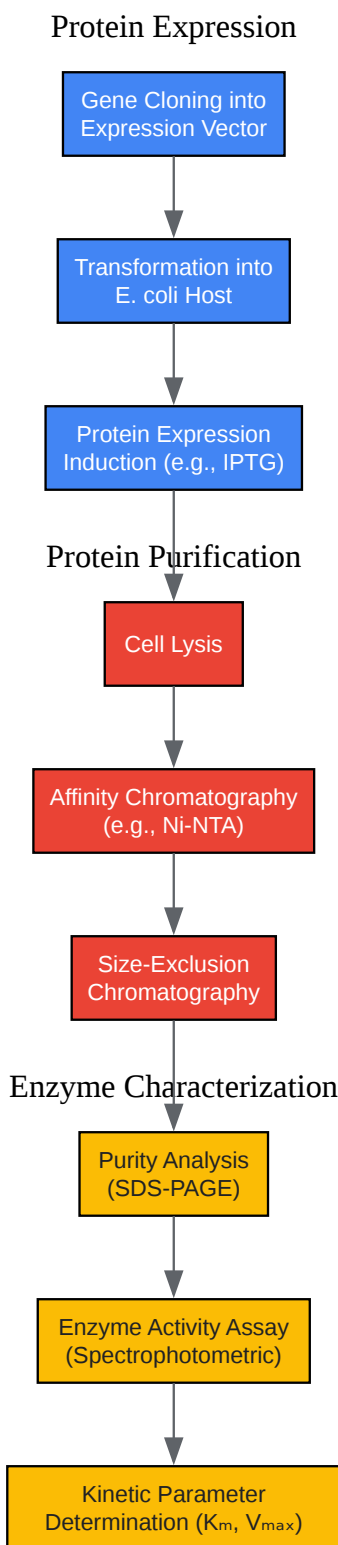 Protein Expression
Gene Cloning into
Expression Vector
Transformation into
E. coli Host
Protein Expression
Induction (e.g., IPTG)
Protein Purification
Cell Lysis
Affinity Chromatography
(e.g., Ni-NTA)
Size-Exclusion
Chromatography
Enzyme Characterization
Purity Analysis
(SDS-PAGE)
Enzyme Activity Assay
(Spectrophotometric)
Kinetic Parameter
Determination (Kₘ, Vₘₐₓ)